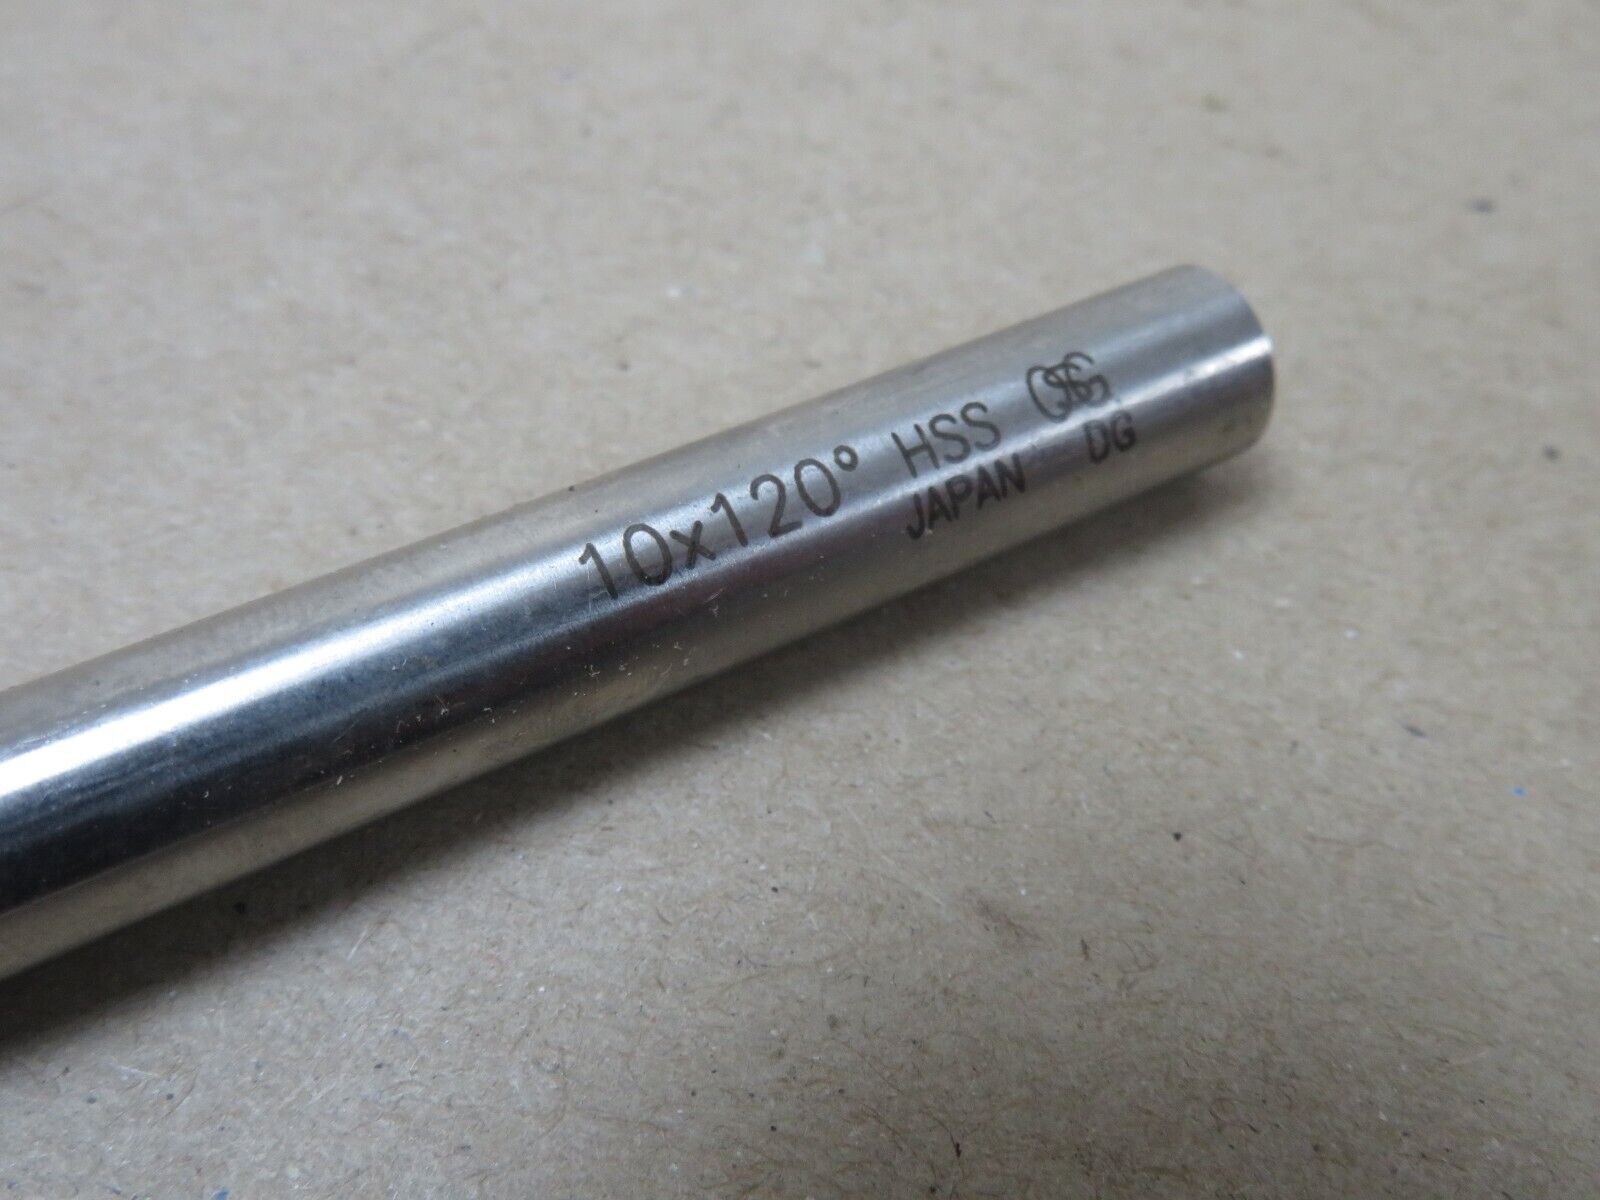 10x120° HSS OSG
JAPAN DG